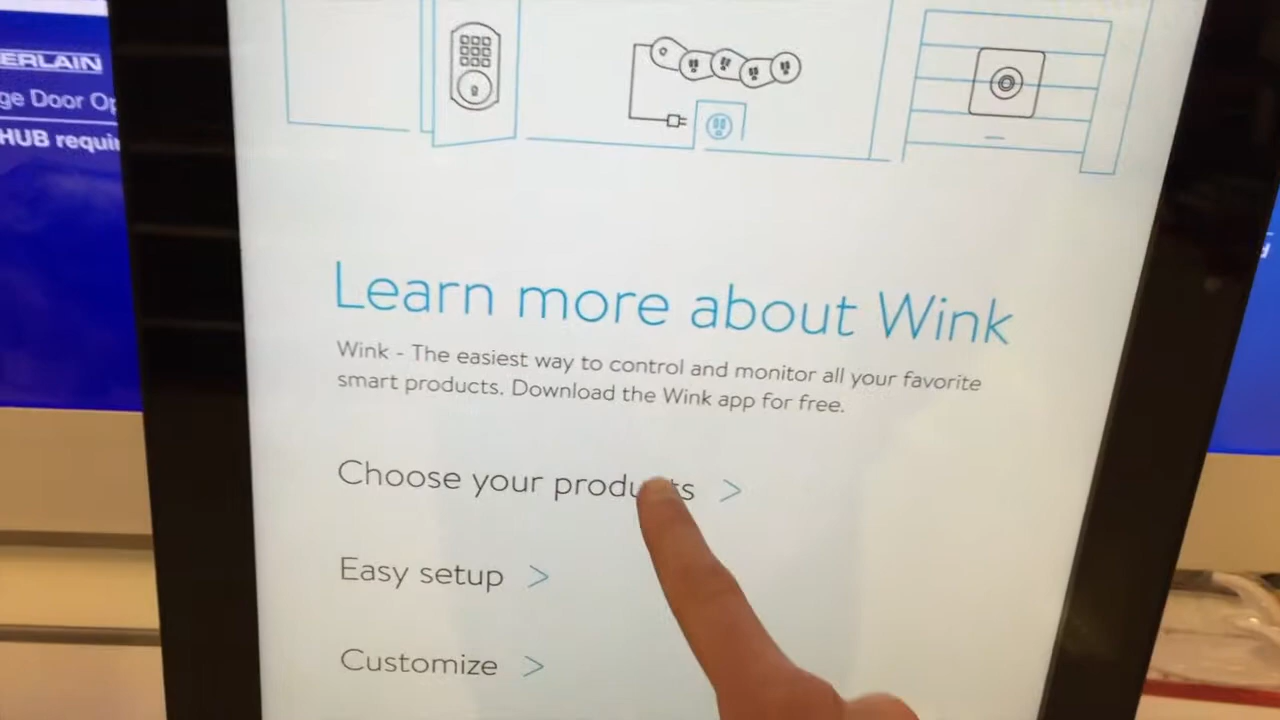 Learn more about Wink
Wink - The easiest way to control and monitor all your favorite
smart products. Download the Wink app for free.
Choose your products >
Easy setup >
Customize >
ERLAIN
ge Door Op
HUB requir